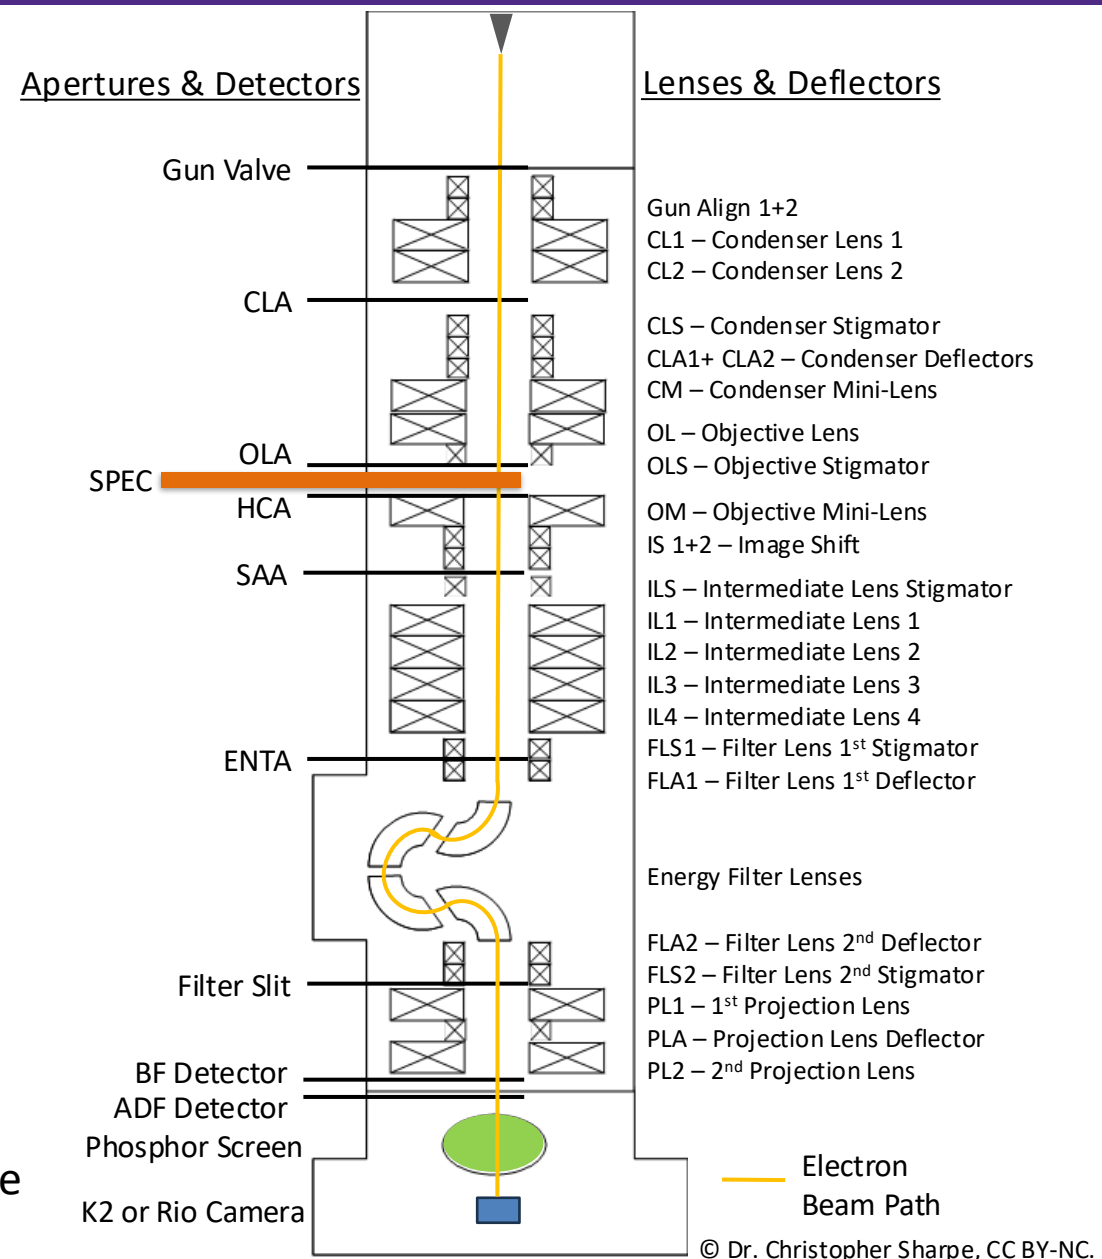 Apertures & Detectors
Lenses & Deflectors
Gun Valve
Gun Align 1+2
CL1 – Condenser Lens 1
CL2 – Condenser Lens 2
CLA
CLS – Condenser Stigmator
CLA1+ CLA2 – Condenser Deflectors
CM – Condenser Mini-Lens
OL – Objective Lens
OLA
OLS – Objective Stigmator
SPEC
HCA
OM – Objective Mini-Lens
IS 1+2 – Image Shift
SAA
ILS – Intermediate Lens Stigmator
IL1 – Intermediate Lens 1
IL2 – Intermediate Lens 2
IL3 – Intermediate Lens 3
IL4 – Intermediate Lens 4
FLS1 – Filter Lens 1st Stigmator
ENTA
FLA1 – Filter Lens 1st Deflector
Energy Filter Lenses
FLA2 – Filter Lens 2nd Deflector
FLS2 – Filter Lens 2nd Stigmator
Filter Slit
PL1 – 1st Projection Lens
PLA – Projection Lens Deflector
PL2 – 2nd Projection Lens
BF Detector
ADF Detector
Phosphor Screen
e
K2 or Rio Camera
Electron
Beam Path
© Dr. Christopher Sharpe, CC BY-NC.